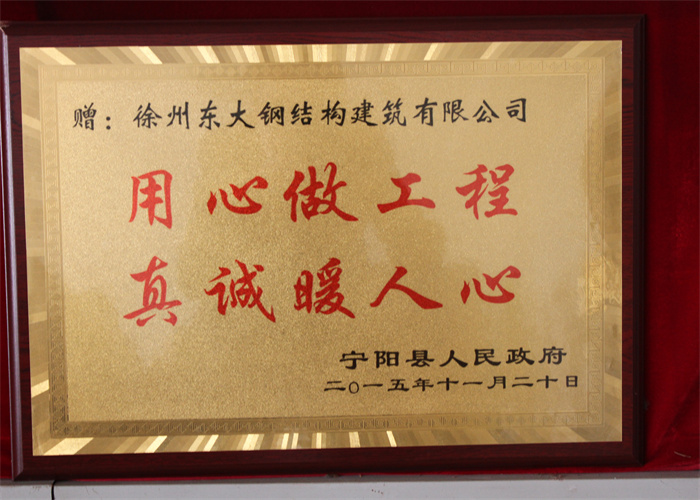 赠：徐州东大钢结构建筑有限公司
用心做工程
真诚暖人心
宁阳县人民政府
二〇一五年十一月二十日